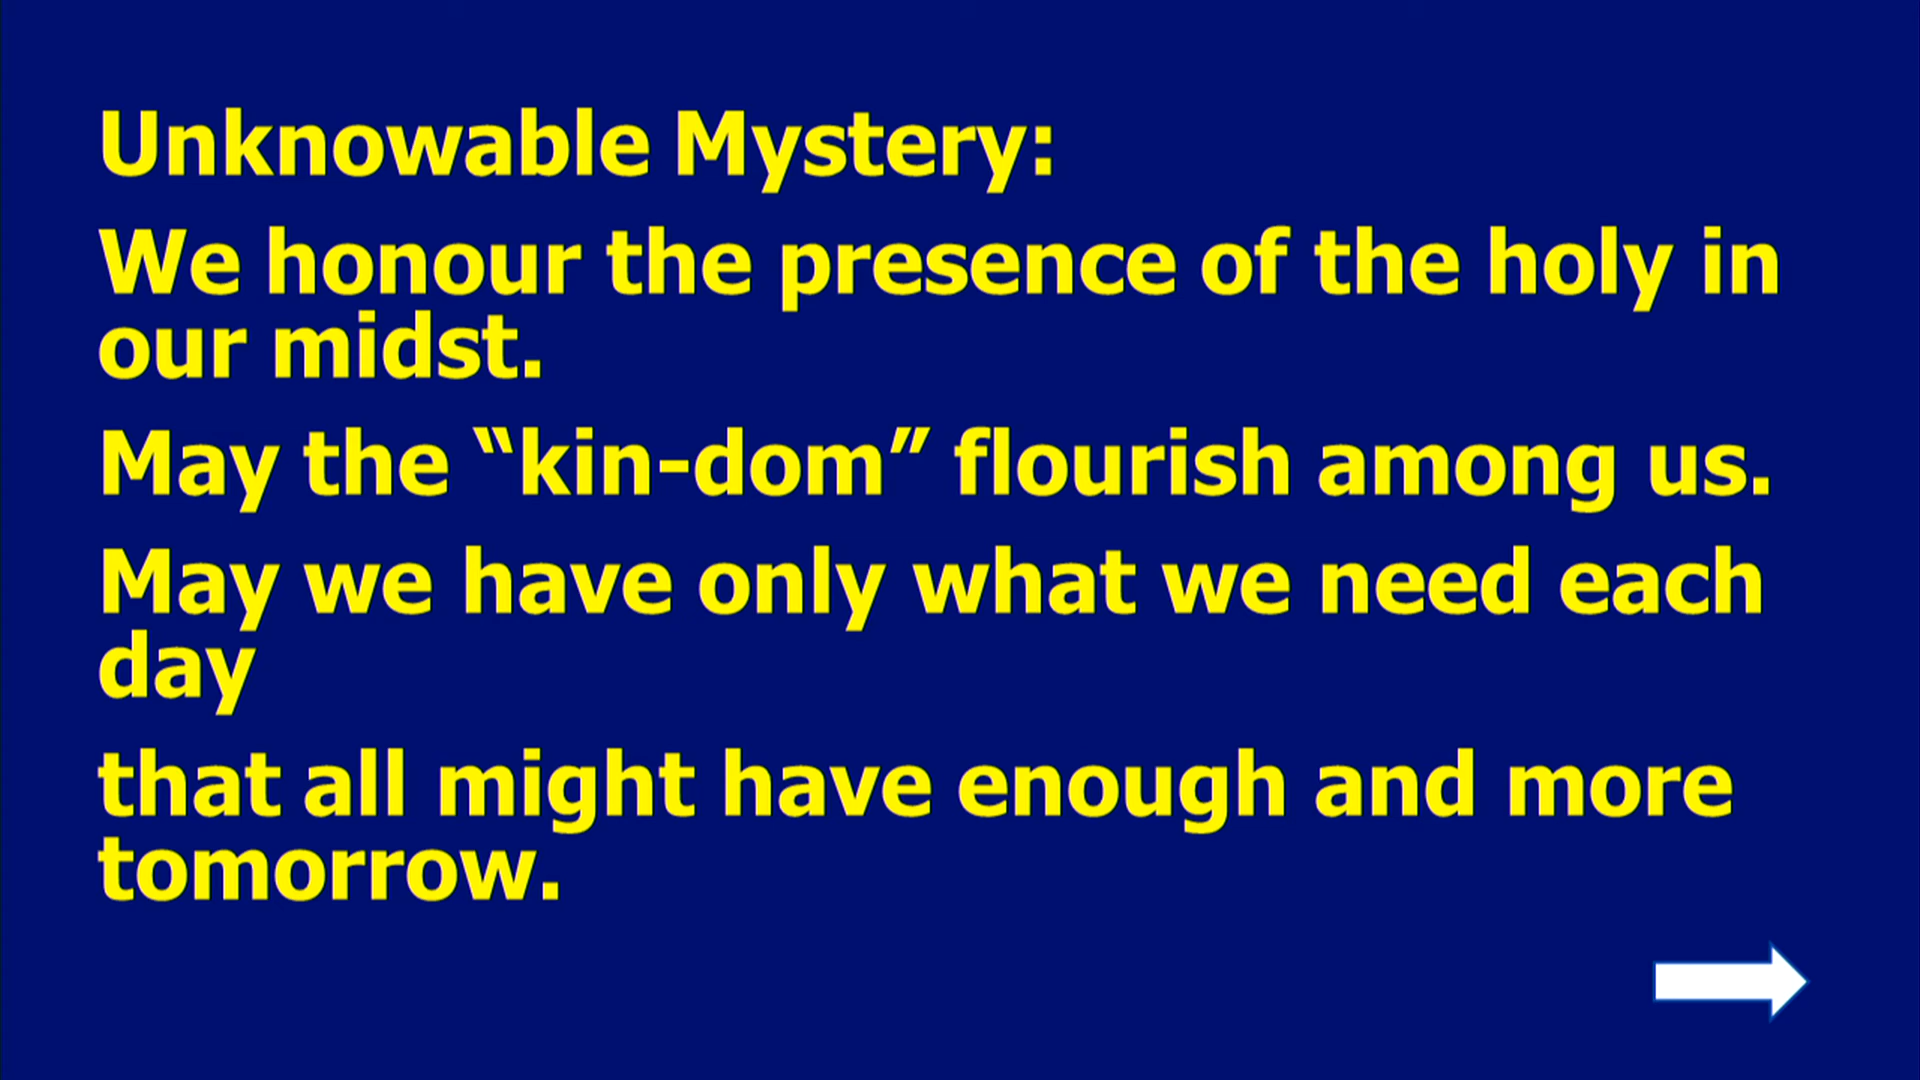 Unknowable Mystery:
We honour the presence of the holy in
our midst.
May the “kin-dom” flourish among us.
May we have only what we need each
day
that all might have enough and more
tomorrow.